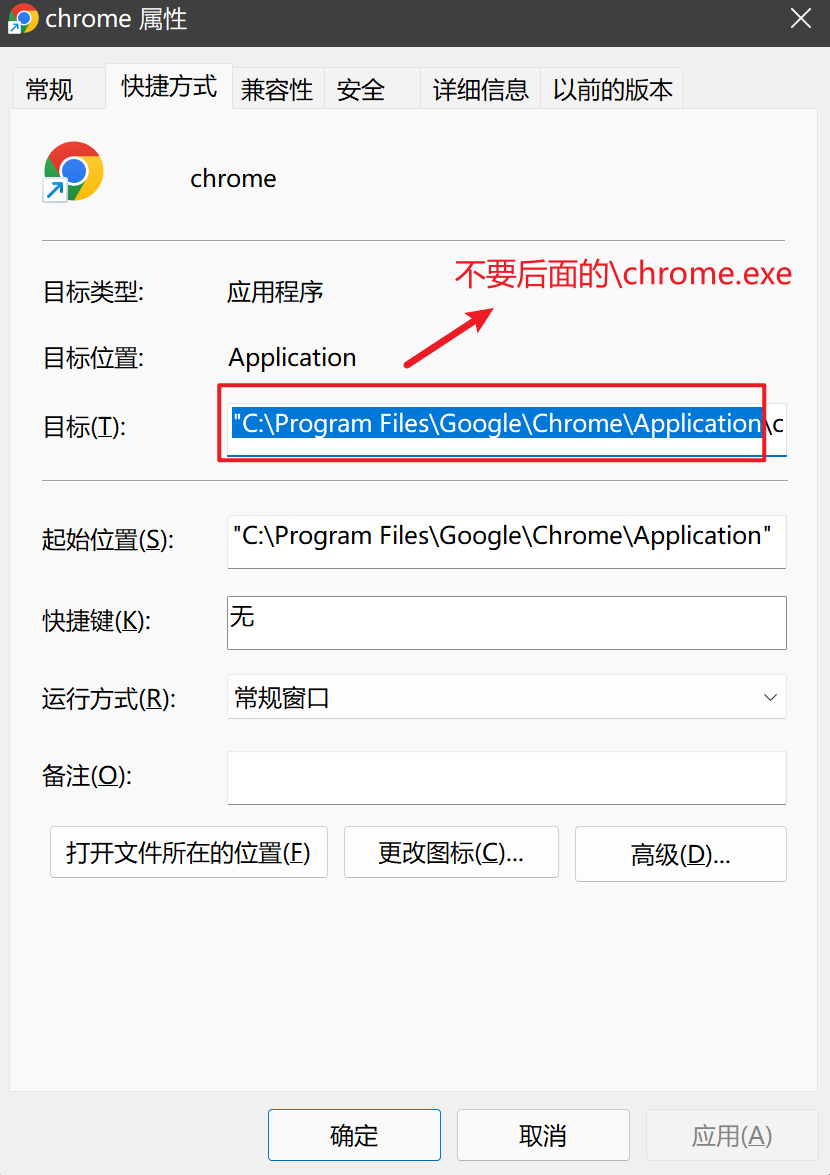 chrome 属性
常规 快捷方式 兼容性 安全 详细信息 以前的版本
chrome
不要后面的\chrome.exe
目标类型: 应用程序
目标位置: Application
目标(T): "C:\Program Files\Google\Chrome\Application\c
起始位置(S): "C:\Program Files\Google\Chrome\Application"
快捷键(K): 无
运行方式(R): 常规窗口
备注(O):
打开文件所在的位置(F) 更改图标(C)... 高级(D)...
确定 取消 应用(A)